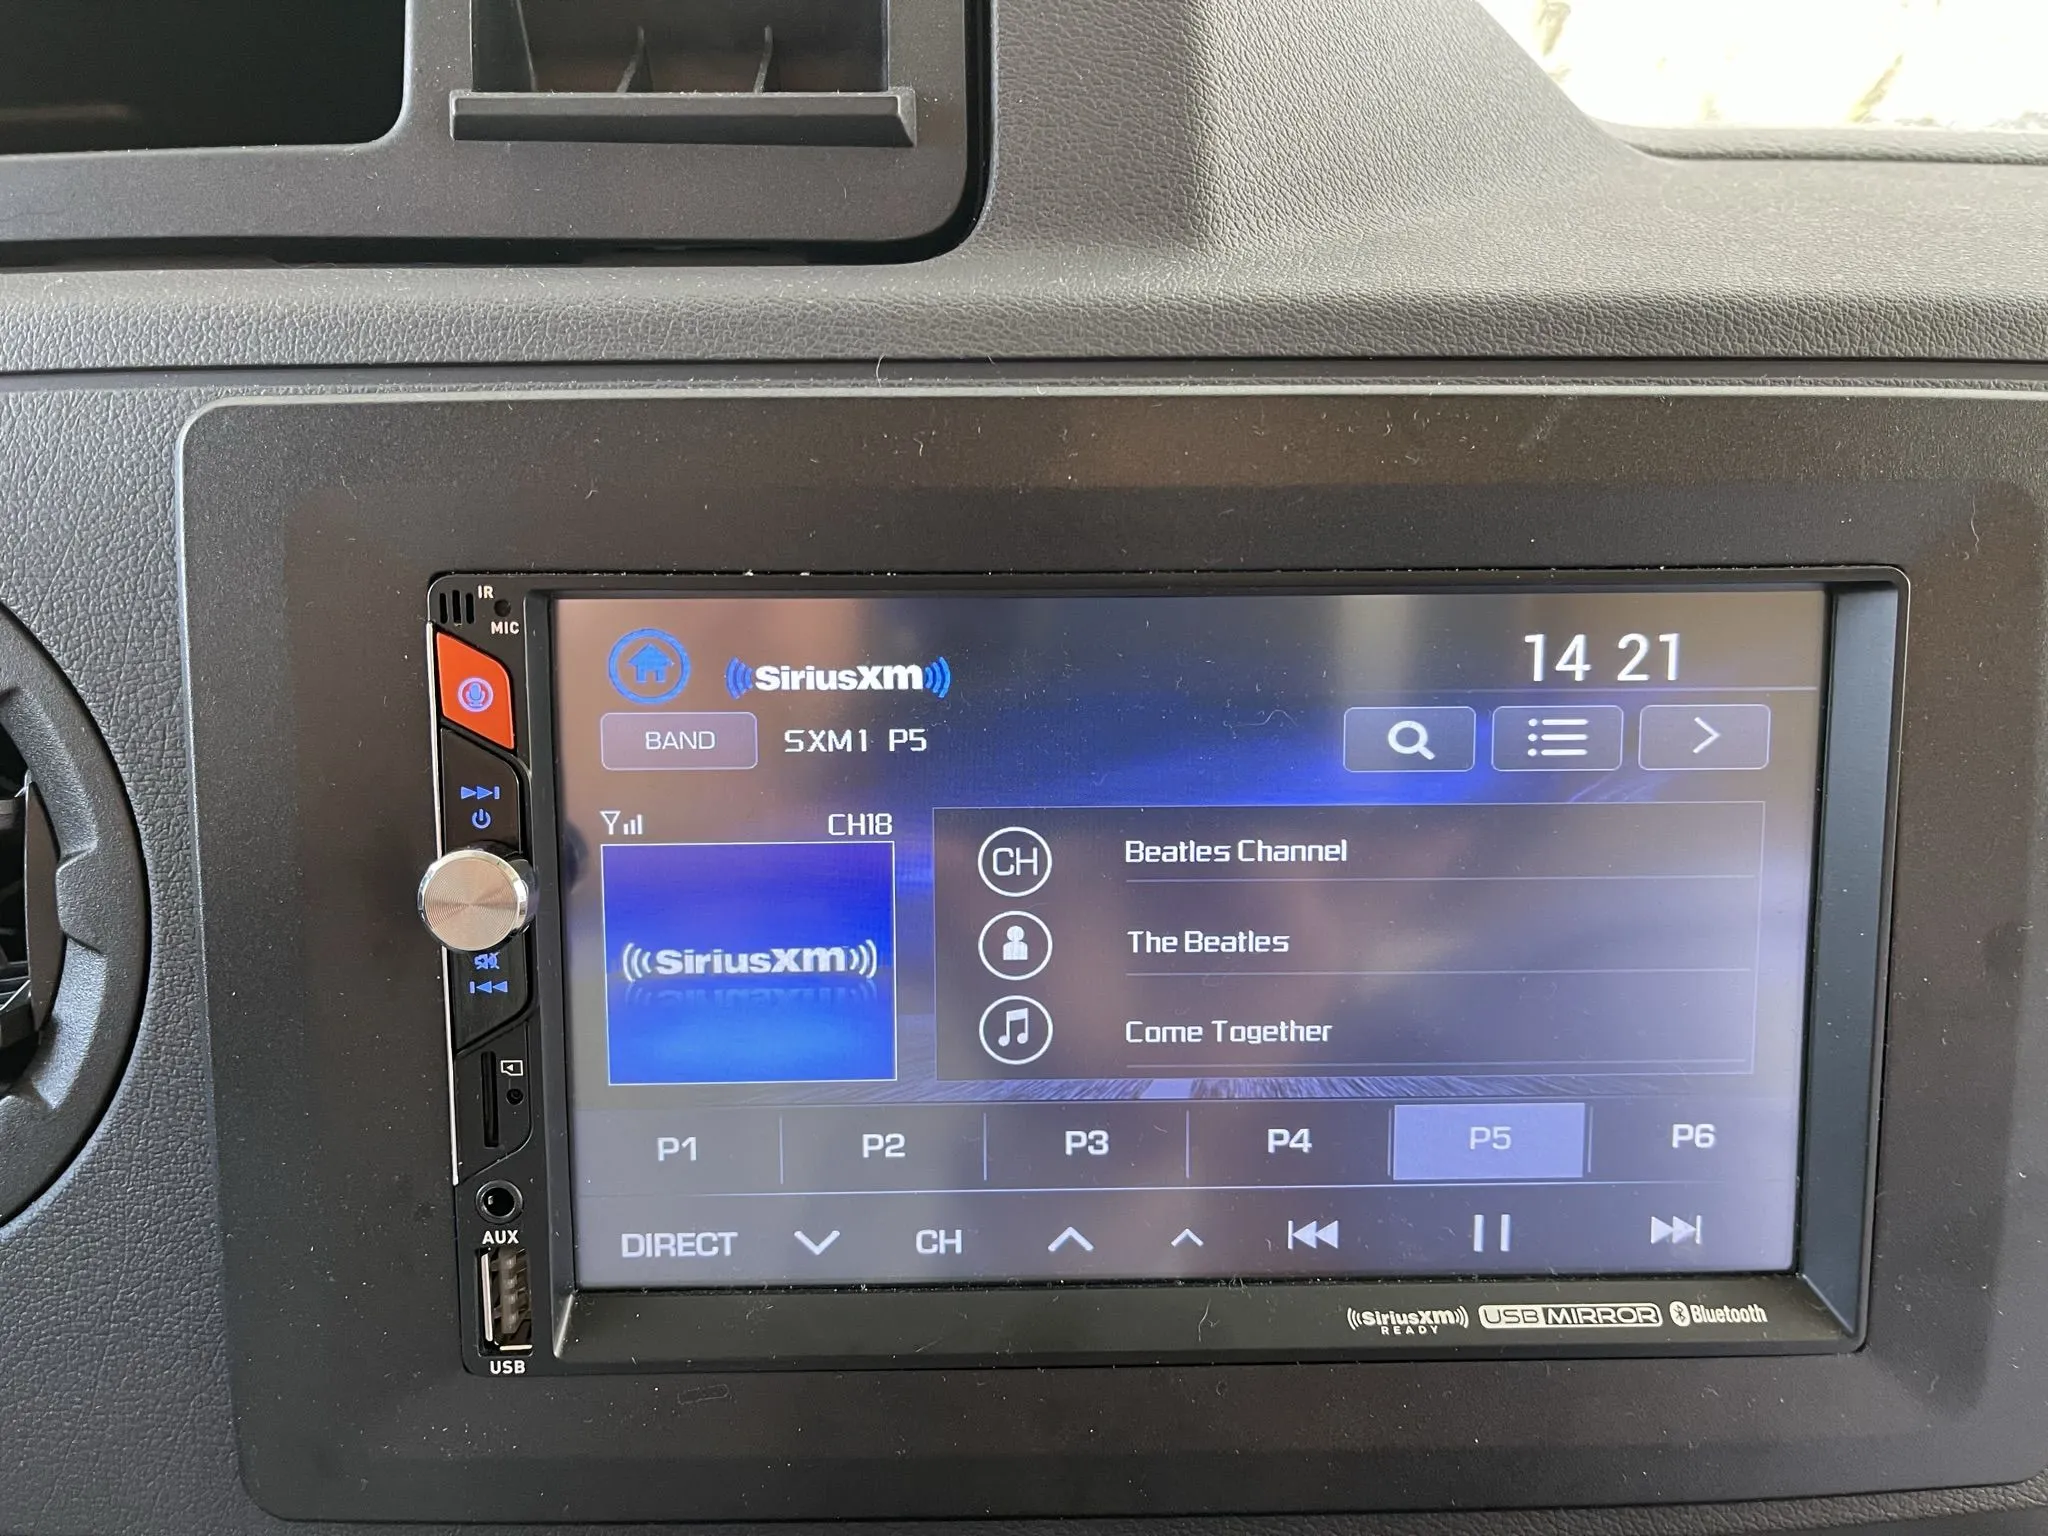 IR
MIC
SiriusXM
14 21
BAND
SXM1 P5
CH18
SiriusXM
CH
Beatles Channel
The Beatles
Come Together
P1
P2
P3
P4
P5
P6
DIRECT
CH
AUX
USB
SiriusXM
READY
USB MIRROR
Bluetooth